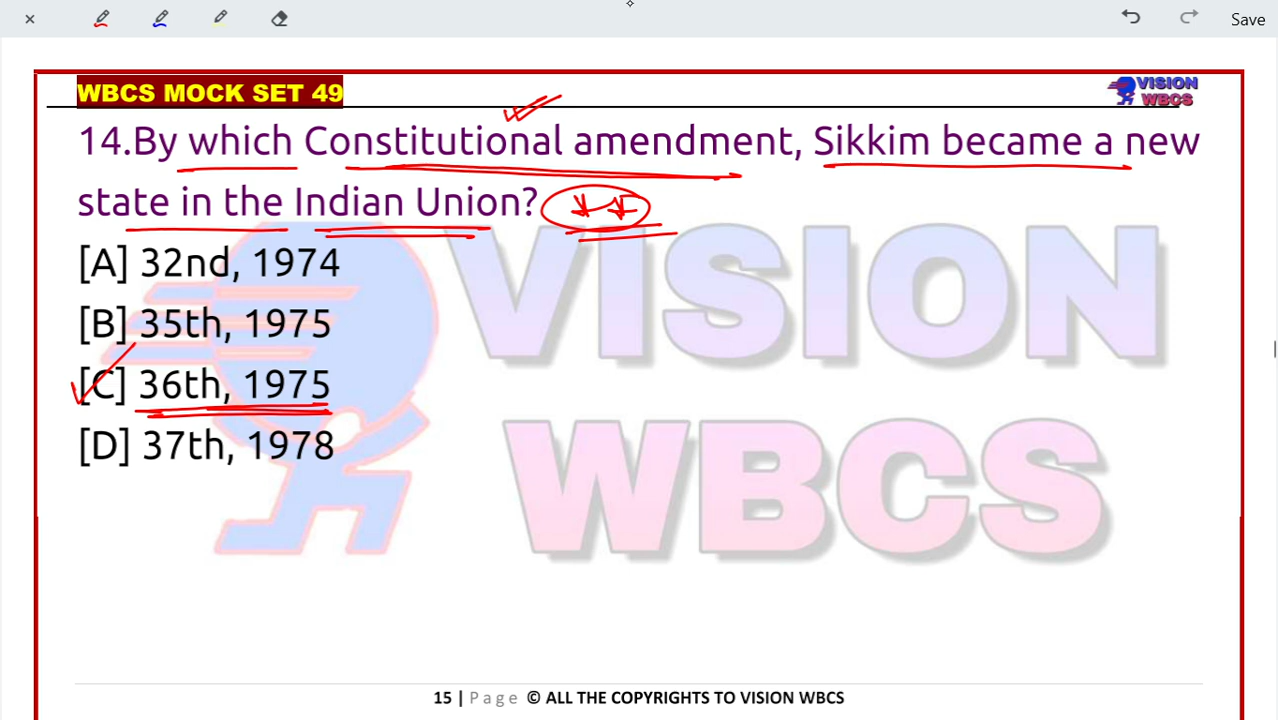 Save
WBCS MOCK SET 49
VISION
WBCS
14.By which Constitutional amendment, Sikkim became a new
state in the Indian Union?
[A] 32nd, 1974
[B] 35th, 1975
[C] 36th, 1975
[D] 37th, 1978
VISION
WBCS
15 | Page © ALL THE COPYRIGHTS TO VISION WBCS